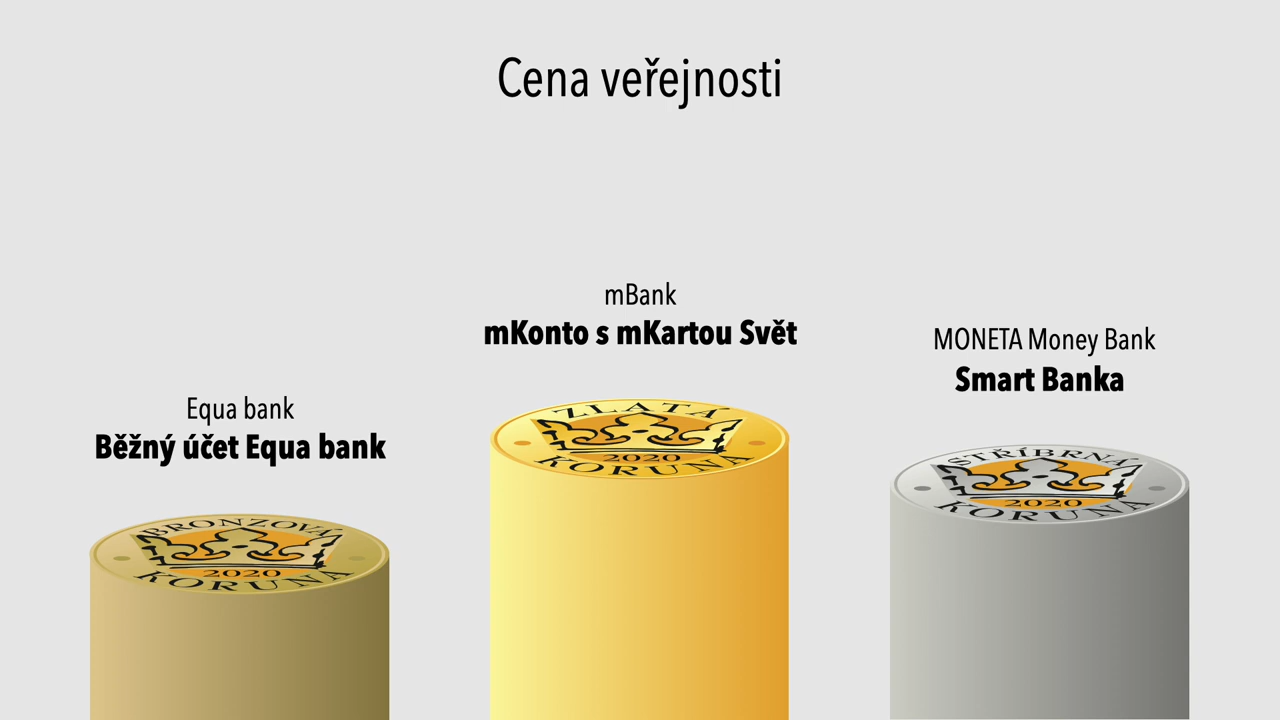 Cena veřejnosti
Equa bank
Běžný účet Equa bank
BRONZOVÁ
2020
KORUNA
mBank
mKonto s mKartou Svět
ZLATÁ
2020
KORUNA
MONETA Money Bank
Smart Banka
STŘÍBRNÁ
2020
KORUNA